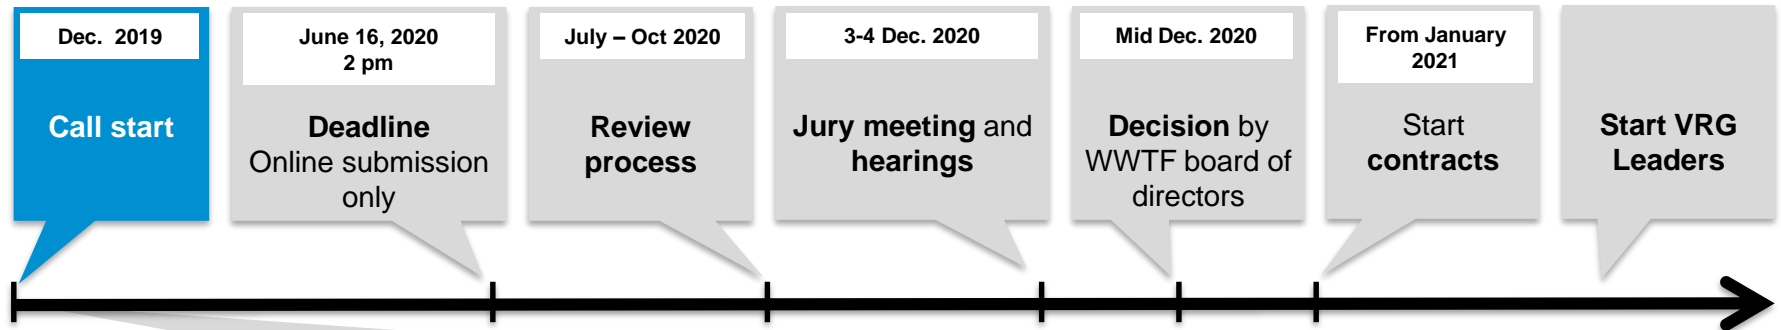 Dec. 2019
Call start
June 16, 2020
2 pm
Deadline
Online submission
only
July – Oct 2020
Review
process
3-4 Dec. 2020
Jury meeting and
hearings
Mid Dec. 2020
Decision by
WWTF board of
directors
From January
2021
Start
contracts
Start VRG
Leaders